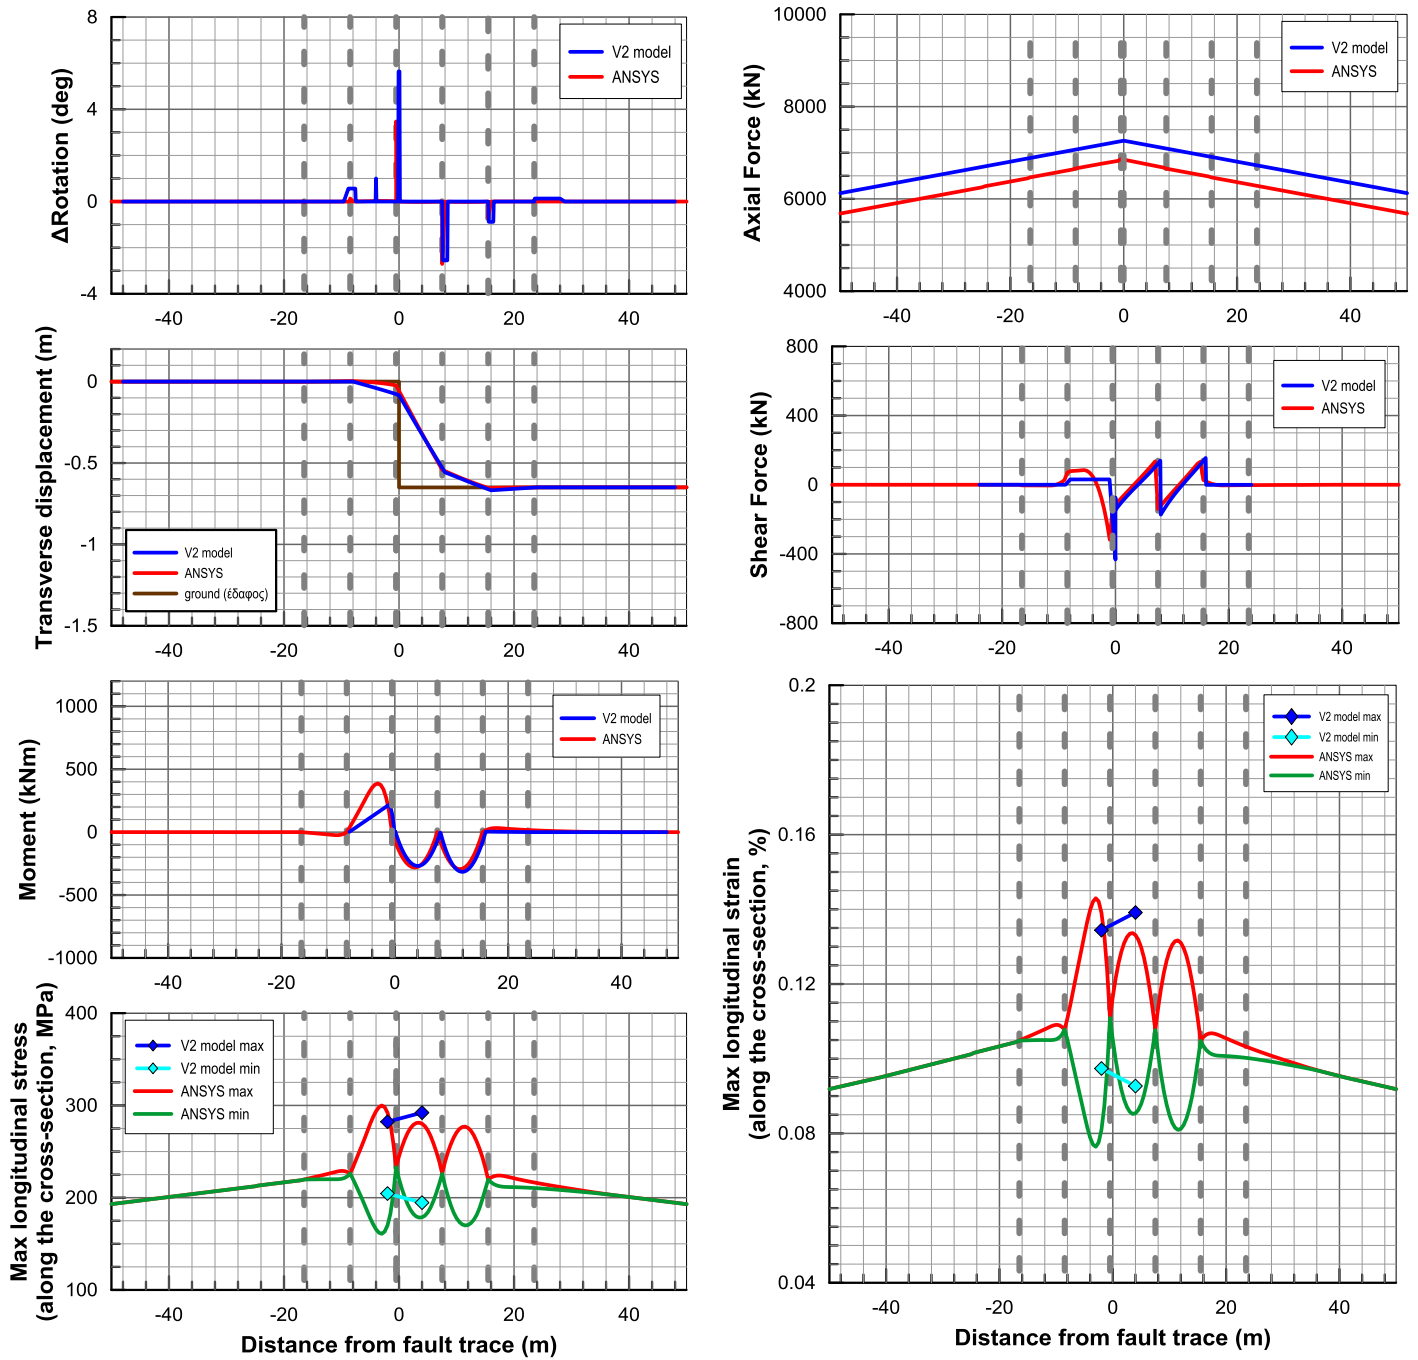 ΔRotation (deg)
8
4
0
-4
-40
-20
0
20
40
V2 model
ANSYS
Axial Force (kN)
10000
8000
6000
4000
-40
-20
0
20
40
V2 model
ANSYS
Transverse displacement (m)
0
-0.5
-1
-1.5
-40
-20
0
20
40
V2 model
ANSYS
ground (έδαφος)
Shear Force (kN)
800
400
0
-400
-800
-40
-20
0
20
40
V2 model
ANSYS
Moment (kNm)
1000
500
0
-500
-1000
-40
-20
0
20
40
V2 model
ANSYS
Max longitudinal stress
(along the cross-section, MPa)
400
300
200
100
-40
-20
0
20
40
V2 model max
V2 model min
ANSYS max
ANSYS min
Distance from fault trace (m)
Max longitudinal strain
(along the cross-section, %)
0.2
0.16
0.12
0.08
0.04
-40
-20
0
20
40
V2 model max
V2 model min
ANSYS max
ANSYS min
Distance from fault trace (m)